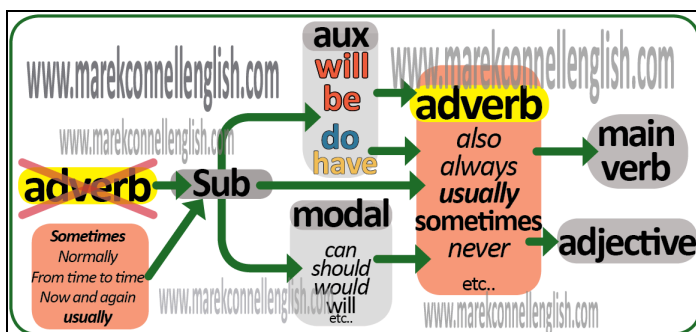 www.marekconnellenglish.com
www.marekconnellenglish.com
www.marekconnellenglish.com
adverb
Sometimes
Normally
From time to time
Now and again
usually
Sub
aux
will
be
do
have
modal
can
should
would
will
etc..
www.marekconnellenglish.com
adverb
also
always
usually
sometimes
never
etc..
www.marekconnellenglish.com
main
verb
adjective